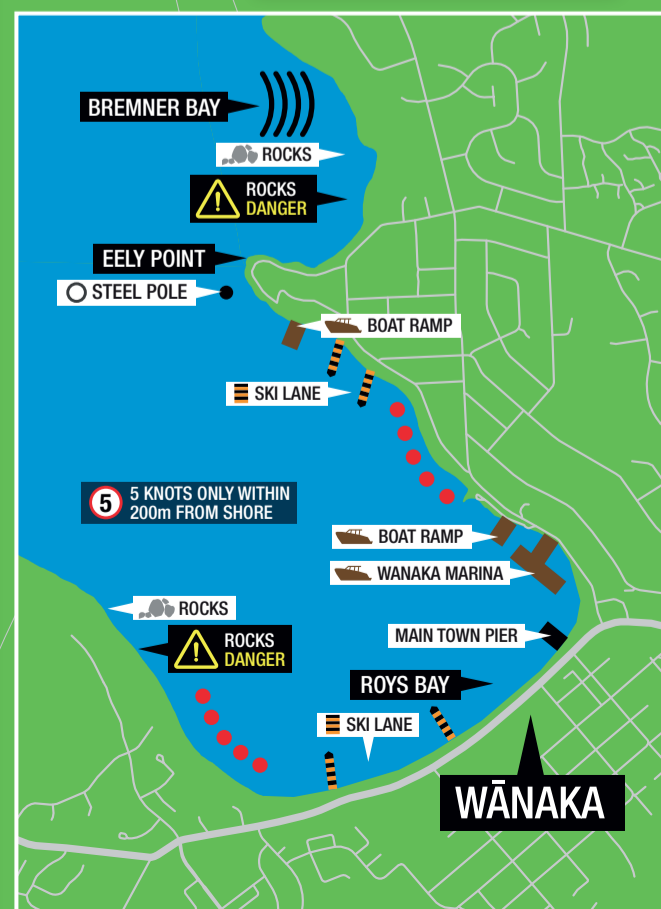 BREMNER BAY
ROCKS
ROCKS
DANGER
EELY POINT
STEEL POLE
BOAT RAMP
SKI LANE
5
5 KNOTS ONLY WITHIN
200m FROM SHORE
BOAT RAMP
WANAKA MARINA
ROCKS
MAIN TOWN PIER
ROCKS
DANGER
ROYS BAY
SKI LANE
WĀNAKA